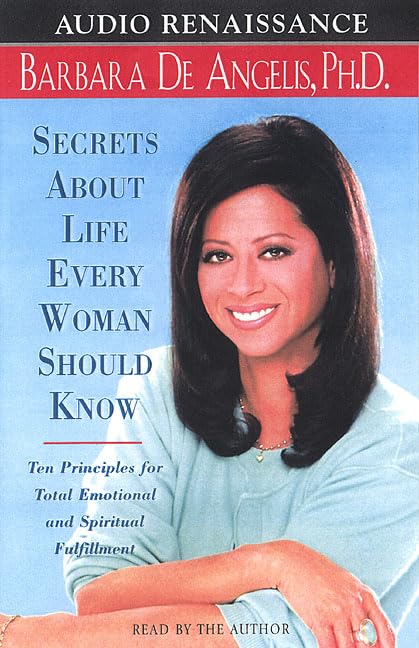 AUDIO RENAISSANCE
BARBARA DE ANGELIS, PH.D.
SECRETS
ABOUT
LIFE
EVERY
WOMAN
SHOULD
KNOW
Ten Principles for
Total Emotional
and Spiritual
Fulfillment
READ BY THE AUTHOR